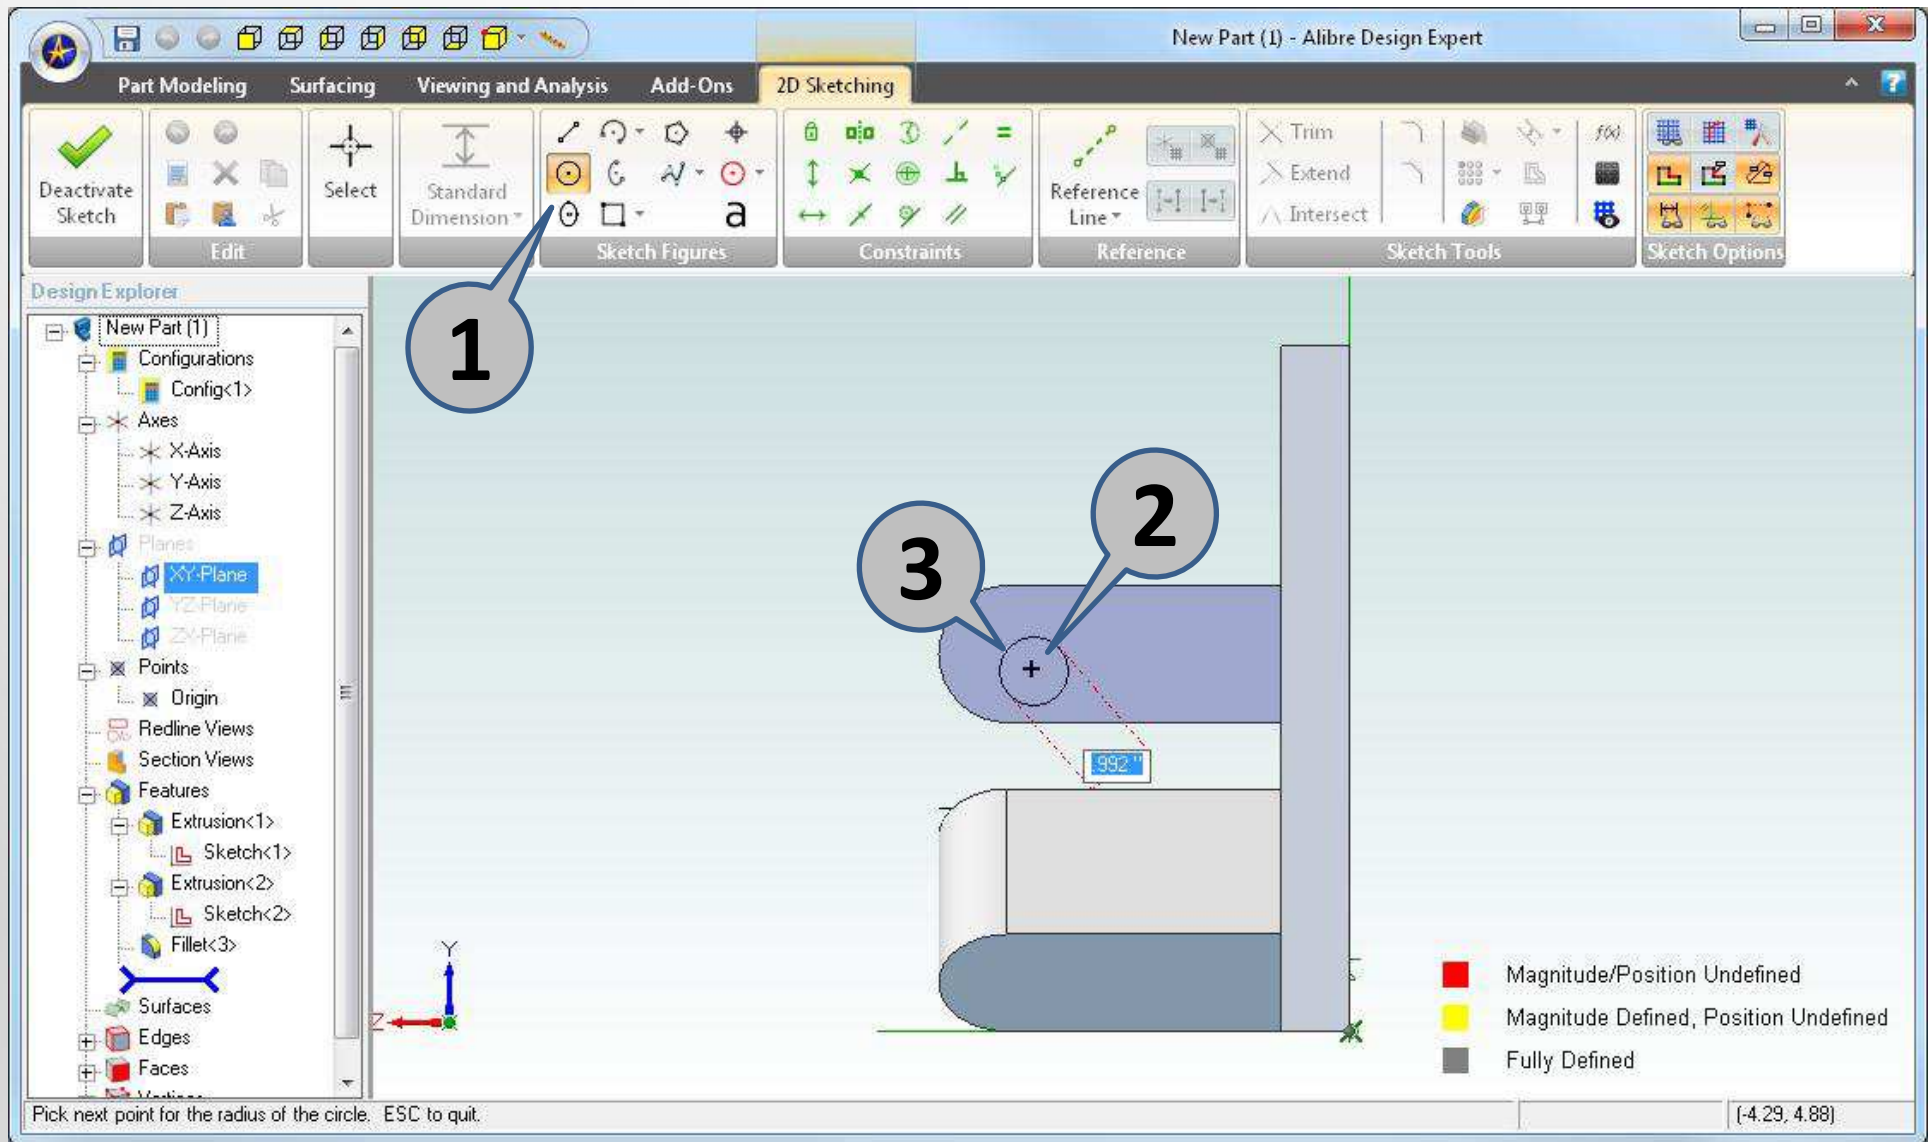 New Part (1) - Alibre Design Expert
Part Modeling Surfacing Viewing and Analysis Add-Ons 2D Sketching
Deactivate
Sketch
Edit
Select
Standard
Dimension
a
Sketch Figures
Constraints
Reference
Line
Reference
Trim
Extend
Intersect
f(x)
Sketch Tools
Sketch Options
Design Explorer
New Part (1)
Configurations
Config<1>
Axes
X-Axis
Y-Axis
Z-Axis
Planes
XY-Plane
YZ-Plane
ZX-Plane
Points
Origin
Redline Views
Section Views
Features
Extrusion<1>
Sketch<1>
Extrusion<2>
Sketch<2>
Fillet<3>
Surfaces
Edges
Faces
Vertices
1
2
3
.992 "
Y
Z
Magnitude/Position Undefined
Magnitude Defined, Position Undefined
Fully Defined
Pick next point for the radius of the circle. ESC to quit.
(-4.29, 4.88)